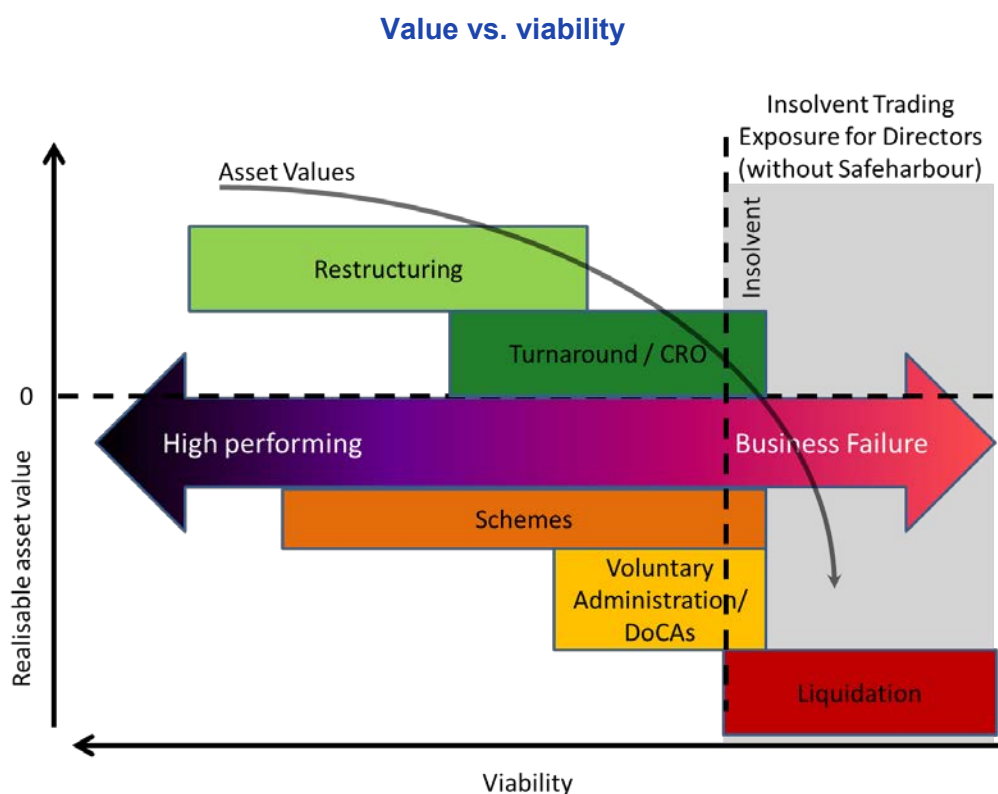 Value vs. viability
Insolvent Trading
Exposure for Directors
(without Safeharbour)
Asset Values
Insolvent
Restructuring
Turnaround / CRO
0
High performing
Business Failure
Realisable asset value
Schemes
Voluntary
Administration/
DoCAs
Liquidation
Viability